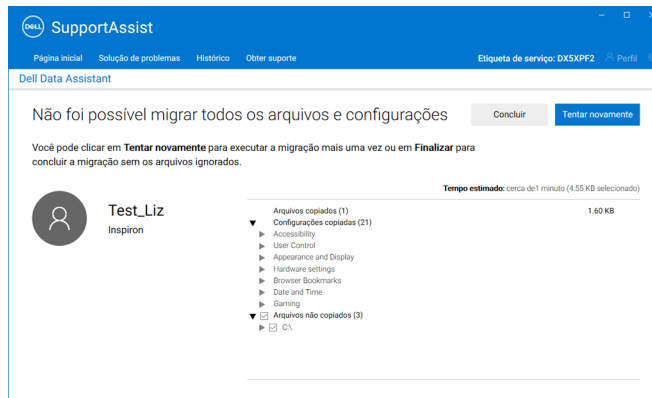 DELL SupportAssist
Página inicial Solução de problemas Histórico Obter suporte Etiqueta de serviço: DX5XPF2 Perfil
Dell Data Assistant
Não foi possível migrar todos os arquivos e configurações Concluir Tentar novamente
Você pode clicar em Tentar novamente para executar a migração mais uma vez ou em Finalizar para
concluir a migração sem os arquivos ignorados.
Tempo estimado: cerca de1 minuto (4.55 KB selecionado)
Test_Liz
Inspiron
Arquivos copiados (1) 1.60 KB
Configurações copiadas (21)
Accessibility
User Control
Appearance and Display
Hardware settings
Browser Bookmarks
Date and Time
Gaming
Arquivos não copiados (3)
C:\